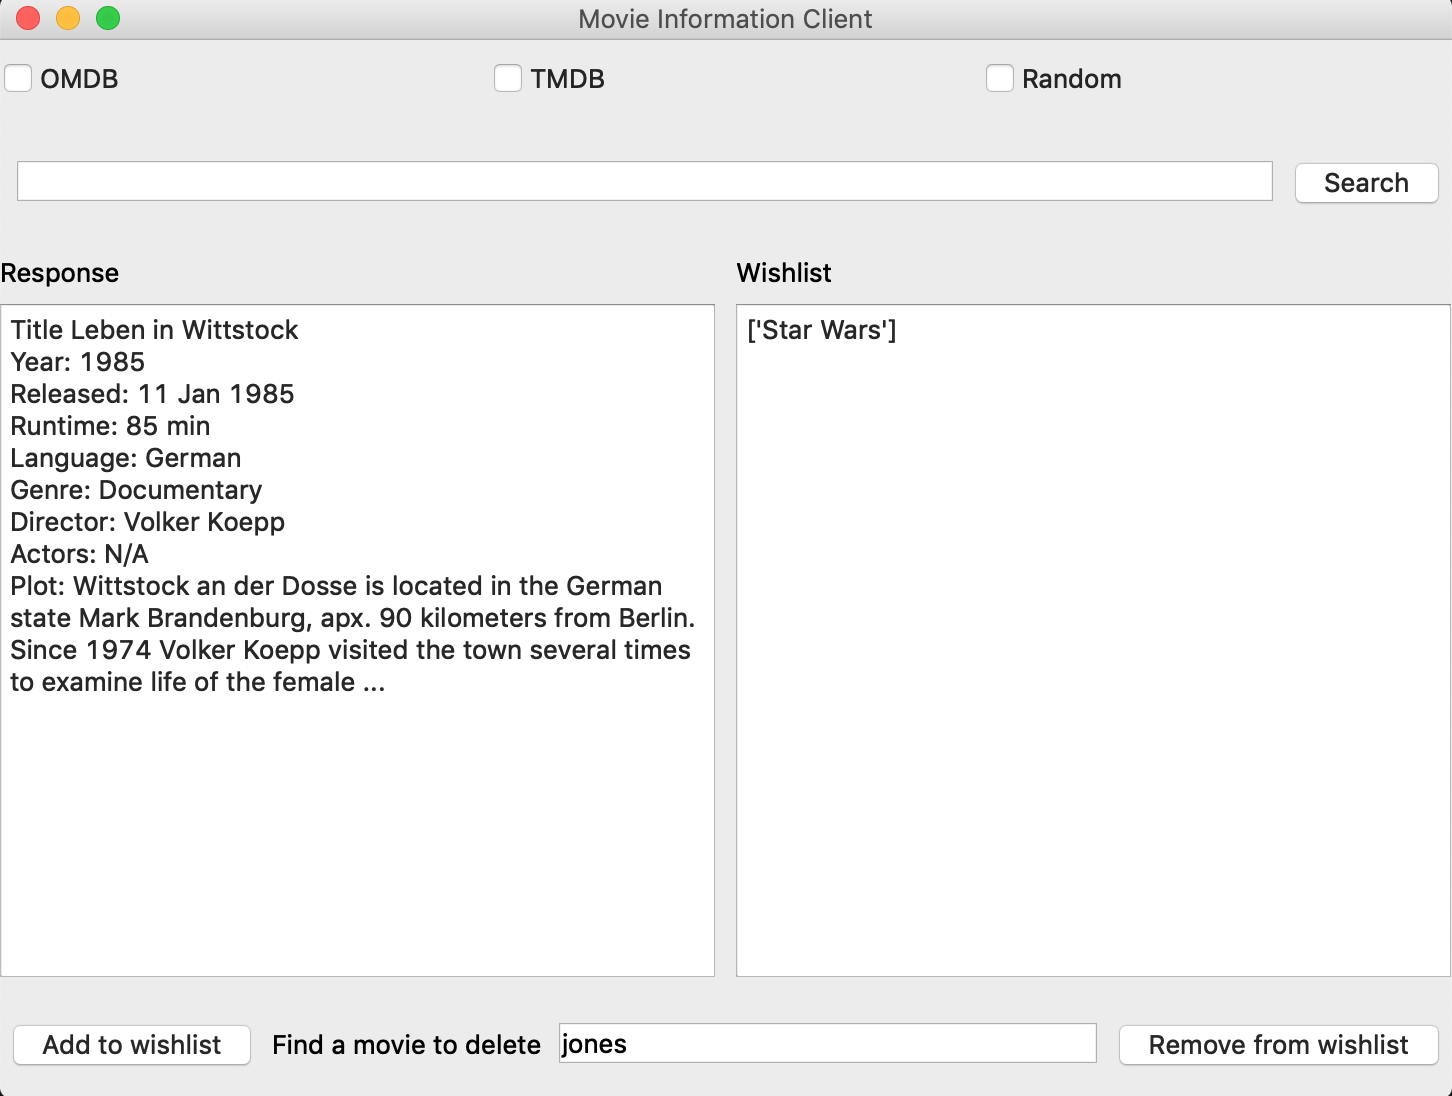 Movie Information Client
OMDB
TMDB
Random
Search
Response
Wishlist
Title Leben in Wittstock
Year: 1985
Released: 11 Jan 1985
Runtime: 85 min
Language: German
Genre: Documentary
Director: Volker Koepp
Actors: N/A
Plot: Wittstock an der Dosse is located in the German
state Mark Brandenburg, apx. 90 kilometers from Berlin.
Since 1974 Volker Koepp visited the town several times
to examine life of the female ...
['Star Wars']
Add to wishlist
Find a movie to delete
jones
Remove from wishlist